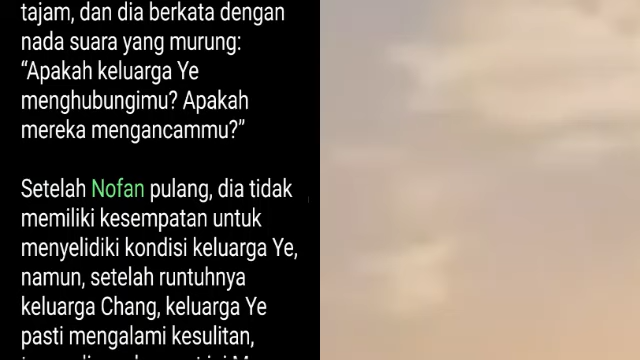 tajam, dan dia berkata dengan
nada suara yang murung:
“Apakah keluarga Ye
menghubungimu? Apakah
mereka mengancammu?”
Setelah Nofan pulang, dia tidak
memiliki kesempatan untuk
menyelidiki kondisi keluarga Ye,
namun, setelah runtuhnya
keluarga Chang, keluarga Ye
pasti mengalami kesulitan,